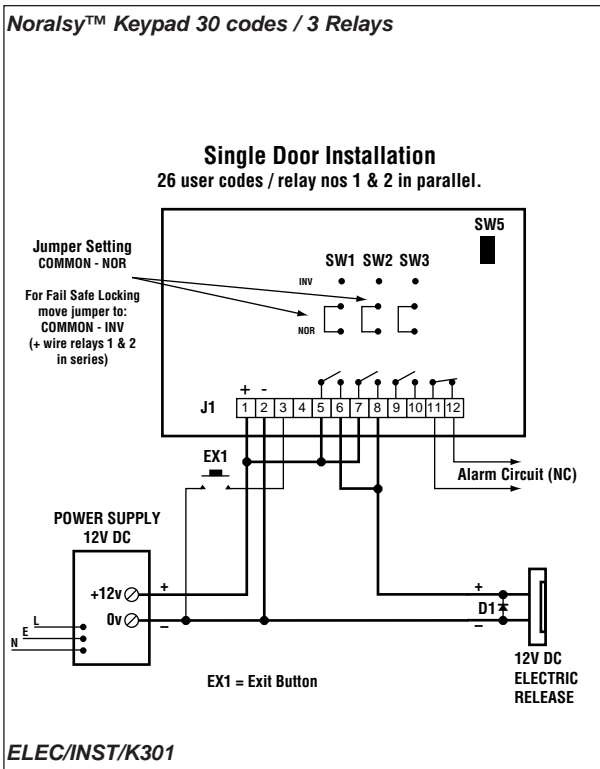 Noralsy™ Keypad 30 codes / 3 Relays
Single Door Installation
26 user codes / relay nos 1 & 2 in parallel.
SW5
Jumper Setting
COMMON - NOR
SW1 SW2 SW3
INV
For Fail Safe Locking
move jumper to:
COMMON - INV
(+ wire relays 1 & 2
in series)
NOR
+ -
J1 1 2 3 4 5 6 7 8 9 10 11 12
EX1
Alarm Circuit (NC)
POWER SUPPLY
12V DC
+12v +
0v –
L
E
N
+
D1
–
12V DC
ELECTRIC
RELEASE
EX1 = Exit Button
ELEC/INST/K301